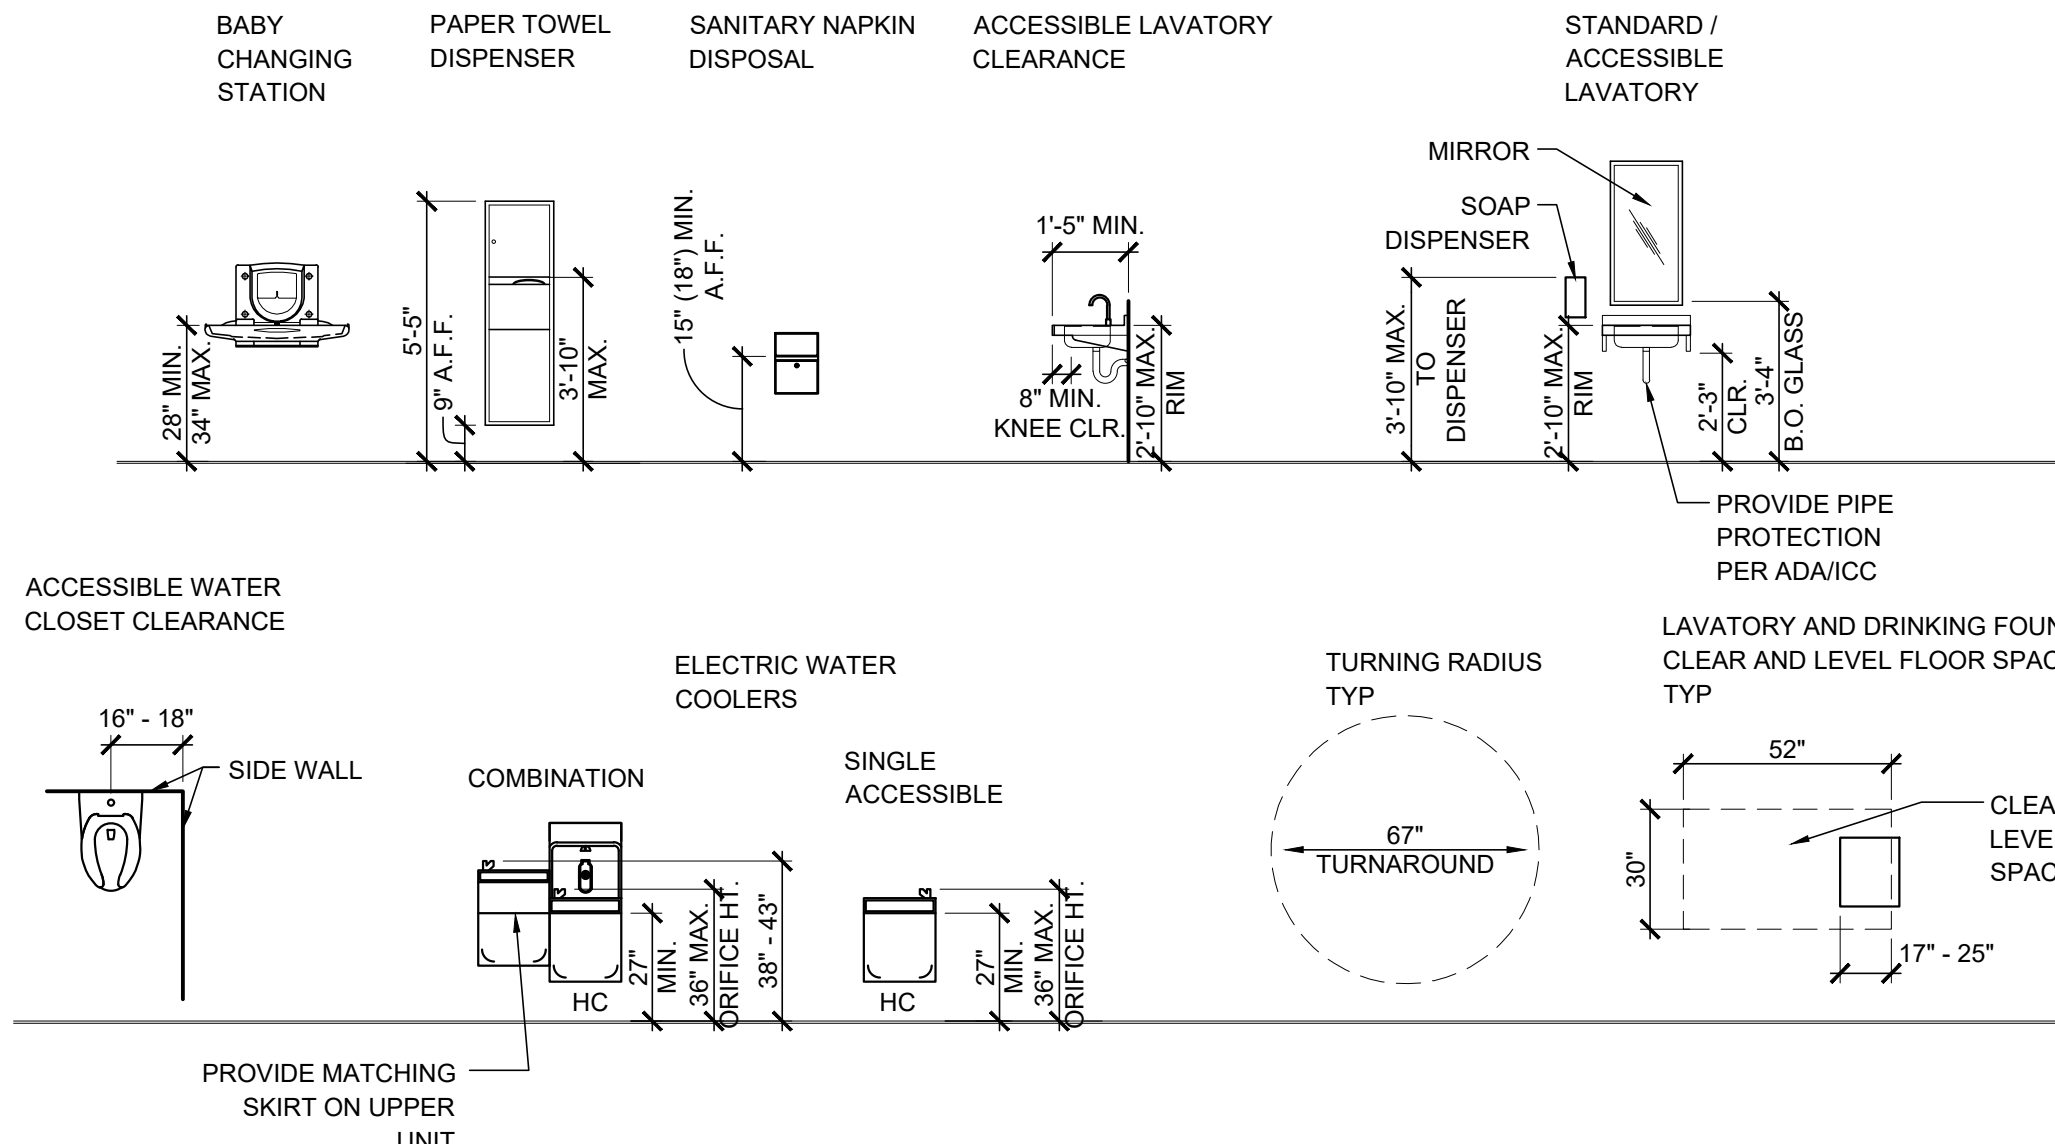 BABY
CHANGING
STATION
PAPER TOWEL
DISPENSER
SANITARY NAPKIN
DISPOSAL
ACCESSIBLE LAVATORY
CLEARANCE
STANDARD /
ACCESSIBLE
LAVATORY
28" MIN.
34" MAX.
5'-5"
9" A.F.F.
3'-10"
MAX.
15" (18") MIN.
A.F.F.
1'-5" MIN.
8" MIN.
KNEE CLR.
2'-10" MAX.
RIM
MIRROR
SOAP
DISPENSER
3'-10" MAX.
TO
DISPENSER
2'-10" MAX.
RIM
2'-3"
CLR.
3'-4"
B.O. GLASS
PROVIDE PIPE
PROTECTION
PER ADA/ICC
ACCESSIBLE WATER
CLOSET CLEARANCE
16" - 18"
SIDE WALL
ELECTRIC WATER
COOLERS
COMBINATION
HC
27"
MIN.
36" MAX.
ORIFICE HT.
38" - 43"
PROVIDE MATCHING
SKIRT ON UPPER
UNIT
SINGLE
ACCESSIBLE
HC
27"
MIN.
36" MAX.
ORIFICE HT.
TURNING RADIUS
TYP
67"
TURNAROUND
LAVATORY AND DRINKING FOUN
CLEAR AND LEVEL FLOOR SPAC
TYP
52"
30"
CLEA
LEVE
SPAC
17" - 25"